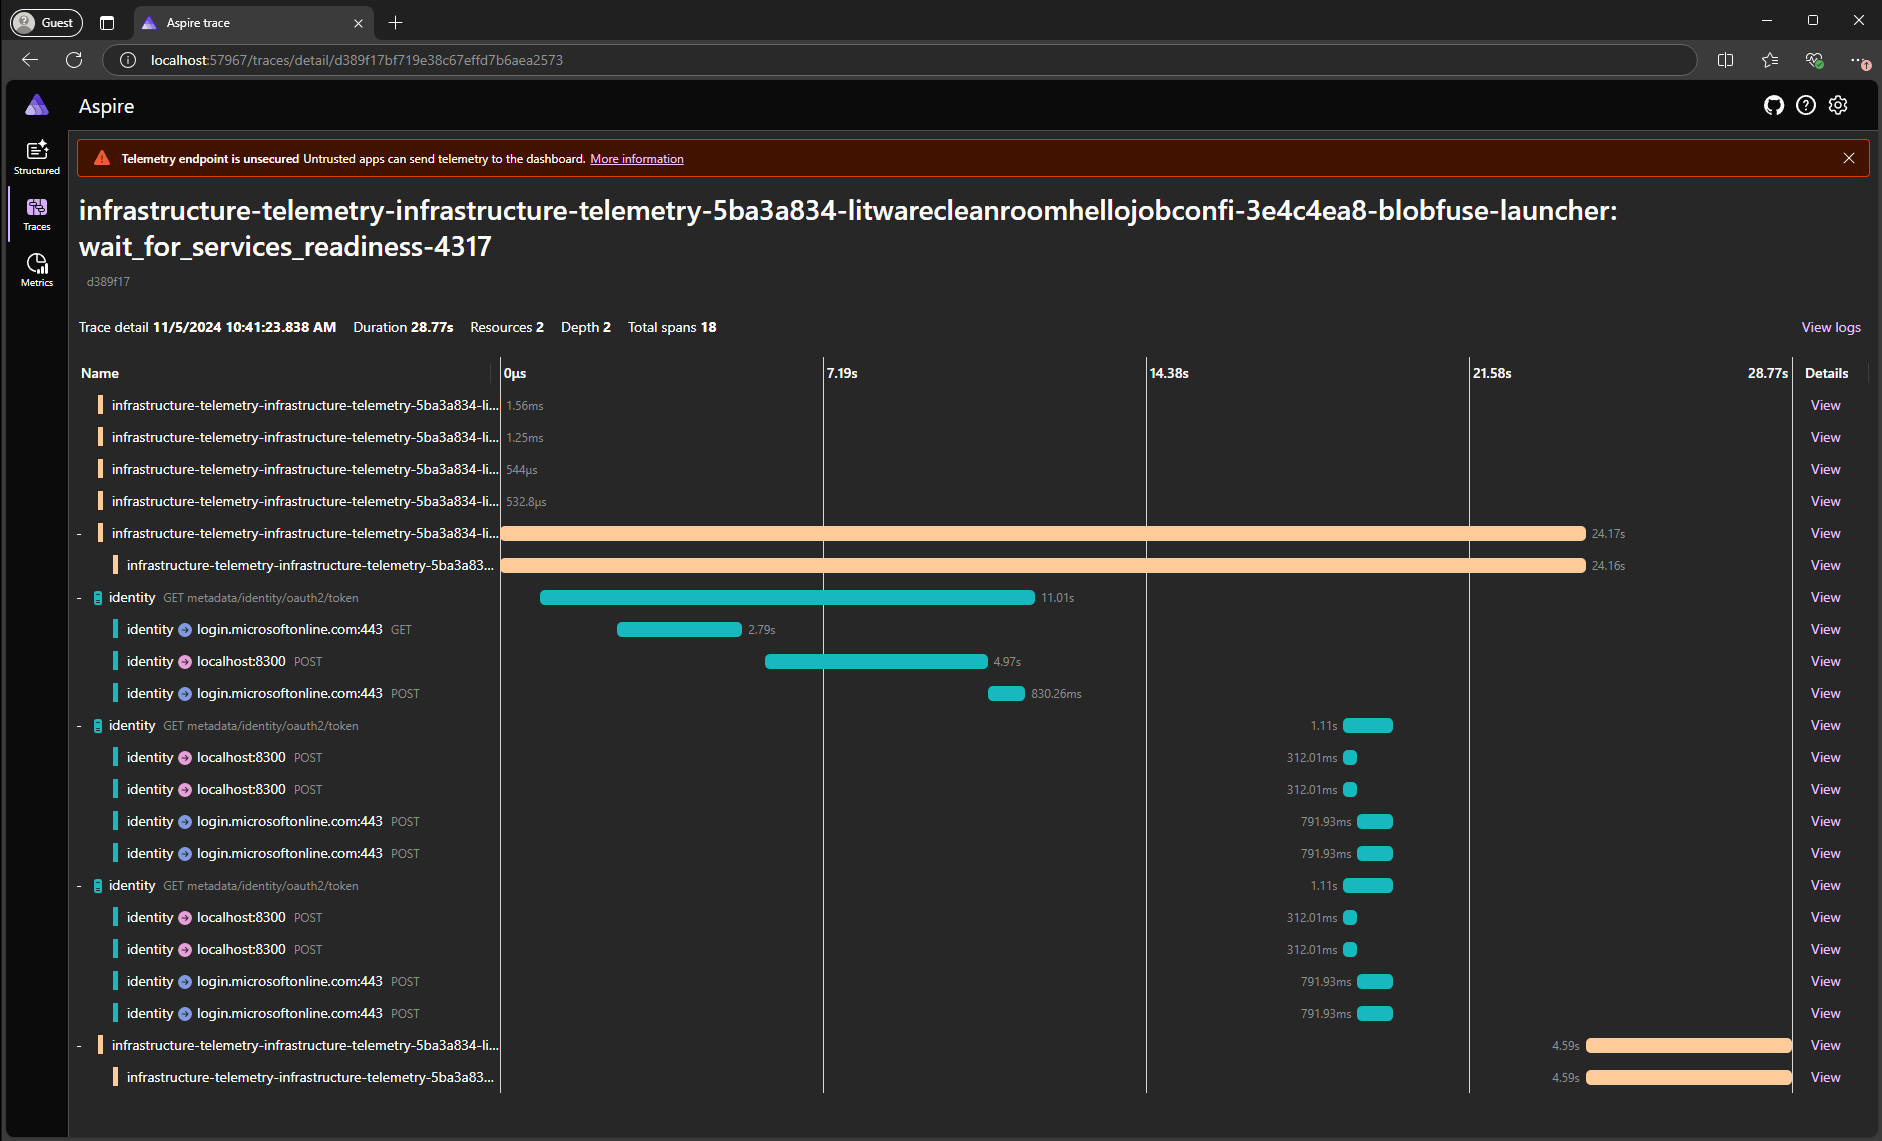 Guest
Aspire trace
localhost:57967/traces/detail/d389f17bf719e38c67effd7b6aea2573
Aspire
Structured
Traces
Metrics
Telemetry endpoint is unsecured Untrusted apps can send telemetry to the dashboard. More information
infrastructure-telemetry-infrastructure-telemetry-5ba3a834-litwarecleanroomhellojobconfi-3e4c4ea8-blobfuse-launcher:
wait_for_services_readiness-4317
d389f17
Trace detail 11/5/2024 10:41:23.838 AM Duration 28.77s Resources 2 Depth 2 Total spans 18 View logs
Name 0µs 7.19s 14.38s 21.58s 28.77s Details
infrastructure-telemetry-infrastructure-telemetry-5ba3a834-li... 1.56ms View
infrastructure-telemetry-infrastructure-telemetry-5ba3a834-li... 1.25ms View
infrastructure-telemetry-infrastructure-telemetry-5ba3a834-li... 544µs View
infrastructure-telemetry-infrastructure-telemetry-5ba3a834-li... 532.8µs View
- infrastructure-telemetry-infrastructure-telemetry-5ba3a834-li... 24.17s View
infrastructure-telemetry-infrastructure-telemetry-5ba3a83... 24.16s View
- identity GET metadata/identity/oauth2/token 11.01s View
identity login.microsoftonline.com:443 GET 2.79s View
identity localhost:8300 POST 4.97s View
identity login.microsoftonline.com:443 POST 830.26ms View
- identity GET metadata/identity/oauth2/token 1.11s View
identity localhost:8300 POST 312.01ms View
identity localhost:8300 POST 312.01ms View
identity login.microsoftonline.com:443 POST 791.93ms View
identity login.microsoftonline.com:443 POST 791.93ms View
- identity GET metadata/identity/oauth2/token 1.11s View
identity localhost:8300 POST 312.01ms View
identity localhost:8300 POST 312.01ms View
identity login.microsoftonline.com:443 POST 791.93ms View
identity login.microsoftonline.com:443 POST 791.93ms View
- infrastructure-telemetry-infrastructure-telemetry-5ba3a834-li... 4.59s View
infrastructure-telemetry-infrastructure-telemetry-5ba3a83... 4.59s View